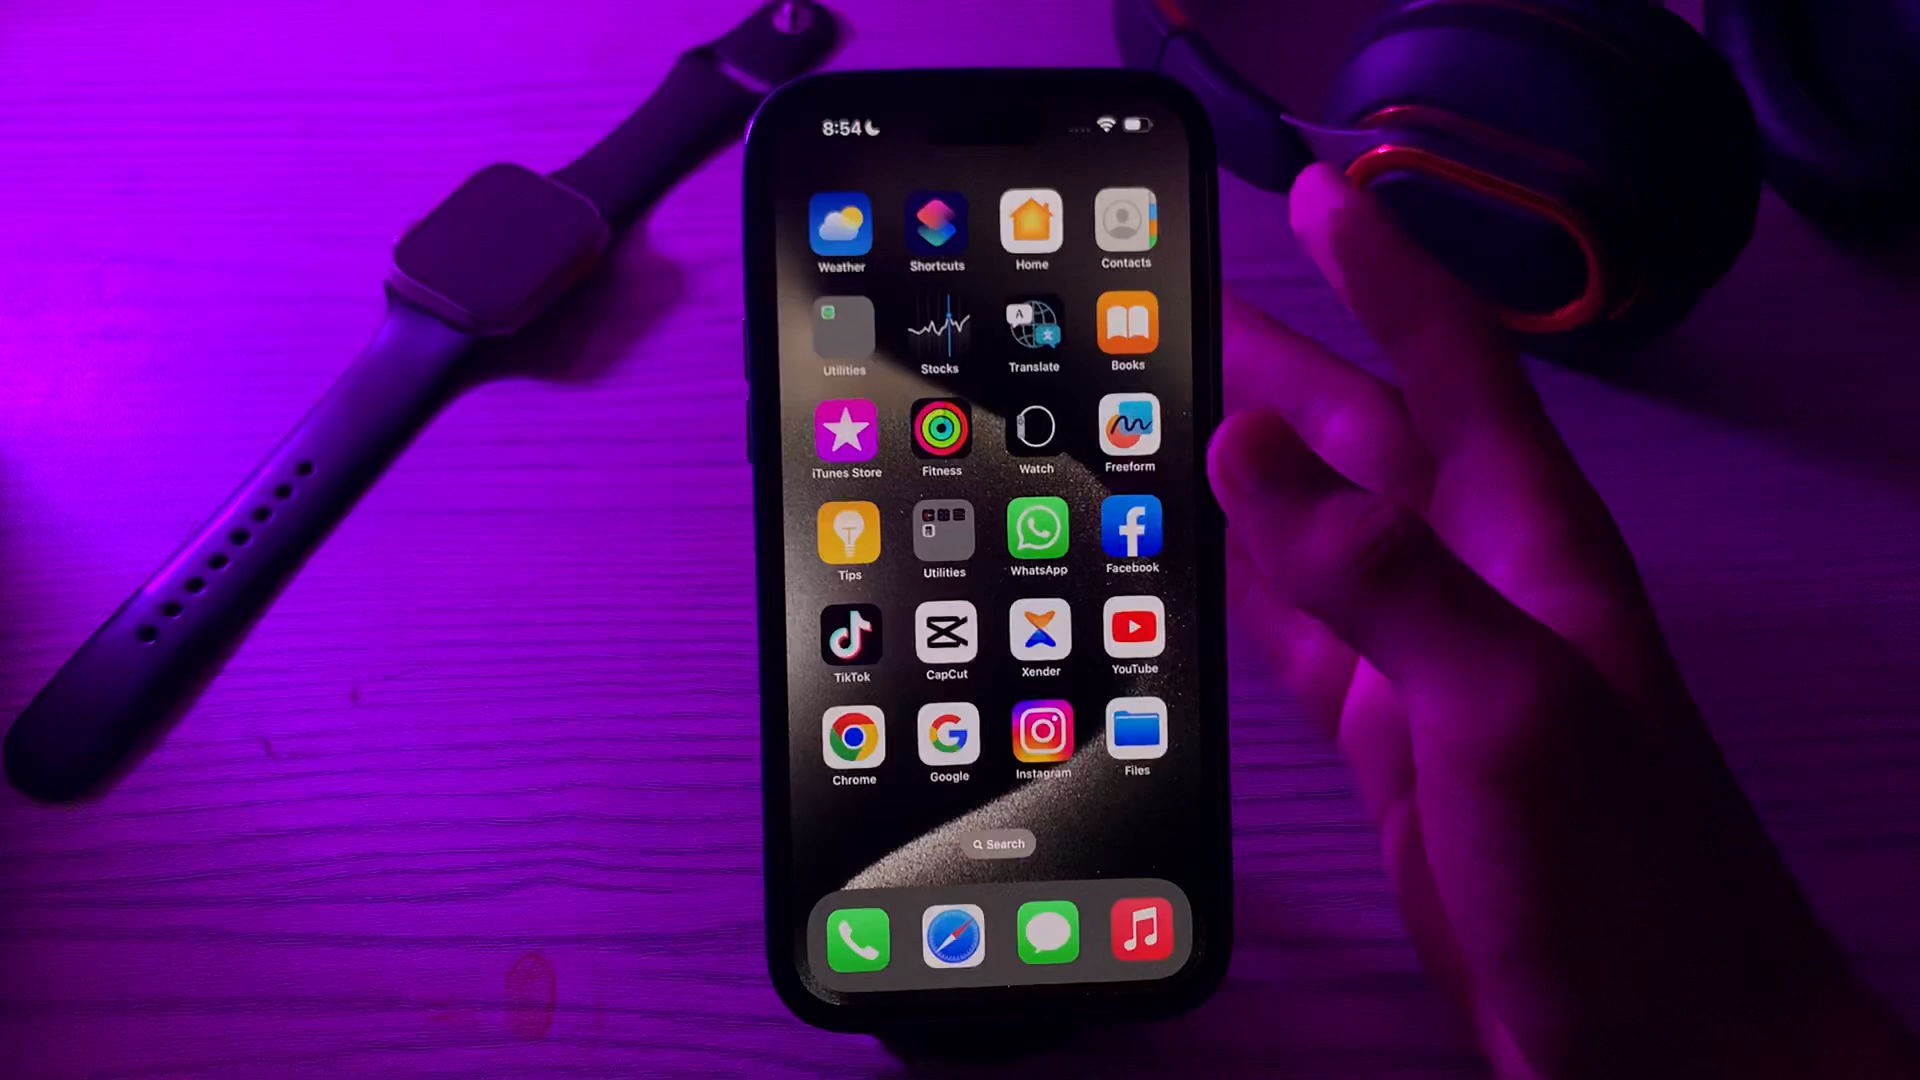 8:54
Weather Shortcuts Home Contacts
Utilities Stocks Translate Books
iTunes Store Fitness Watch Freeform
Tips Utilities WhatsApp Facebook
TikTok CapCut Xender YouTube
Chrome Google Instagram Files
Search